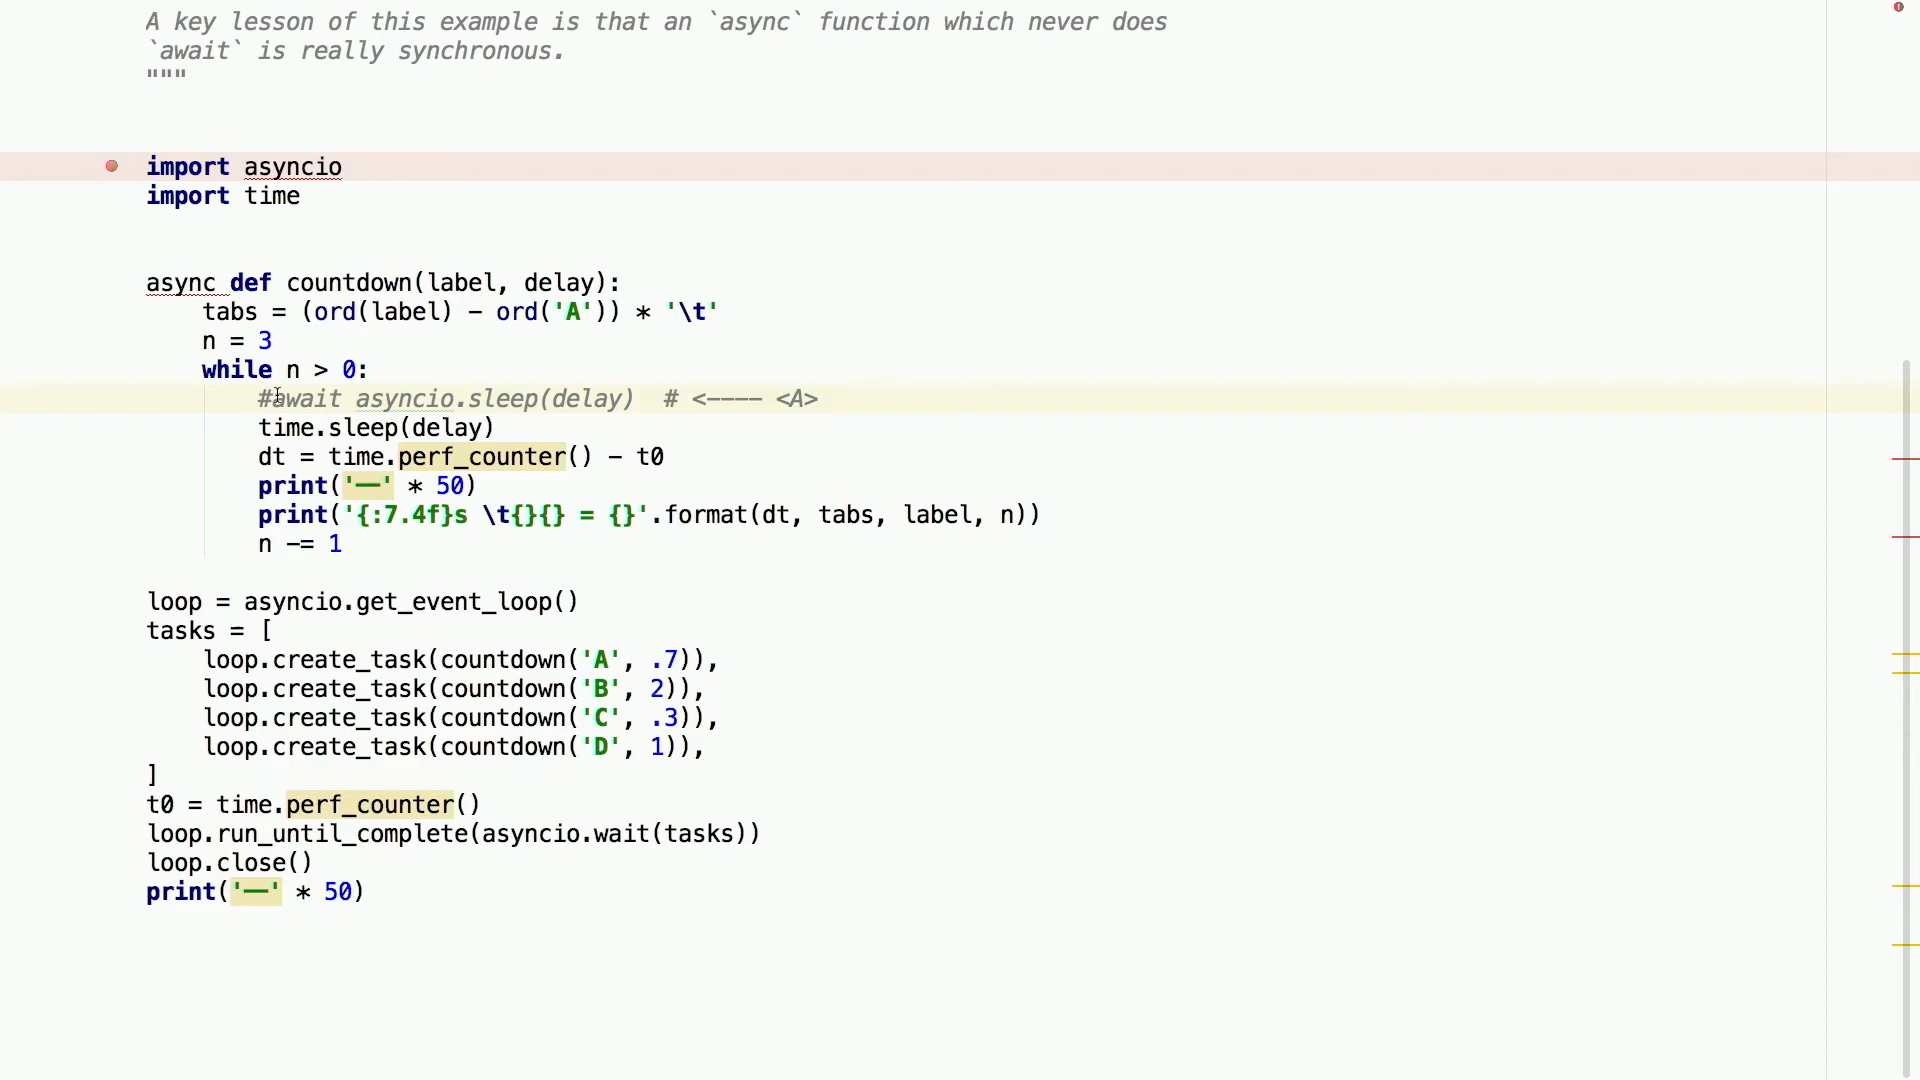 A key lesson of this example is that an `async` function which never does
`await` is really synchronous.
"""
import asyncio
import time
async def countdown(label, delay):
    tabs = (ord(label) - ord('A')) * '\t'
    n = 3
    while n > 0:
        #await asyncio.sleep(delay)  # <---- <A>
        time.sleep(delay)
        dt = time.perf_counter() - t0
        print('━' * 50)
        print('{:7.4f}s \t{}{} = {}'.format(dt, tabs, label, n))
        n -= 1
loop = asyncio.get_event_loop()
tasks = [
    loop.create_task(countdown('A', .7)),
    loop.create_task(countdown('B', 2)),
    loop.create_task(countdown('C', .3)),
    loop.create_task(countdown('D', 1)),
]
t0 = time.perf_counter()
loop.run_until_complete(asyncio.wait(tasks))
loop.close()
print('━' * 50)